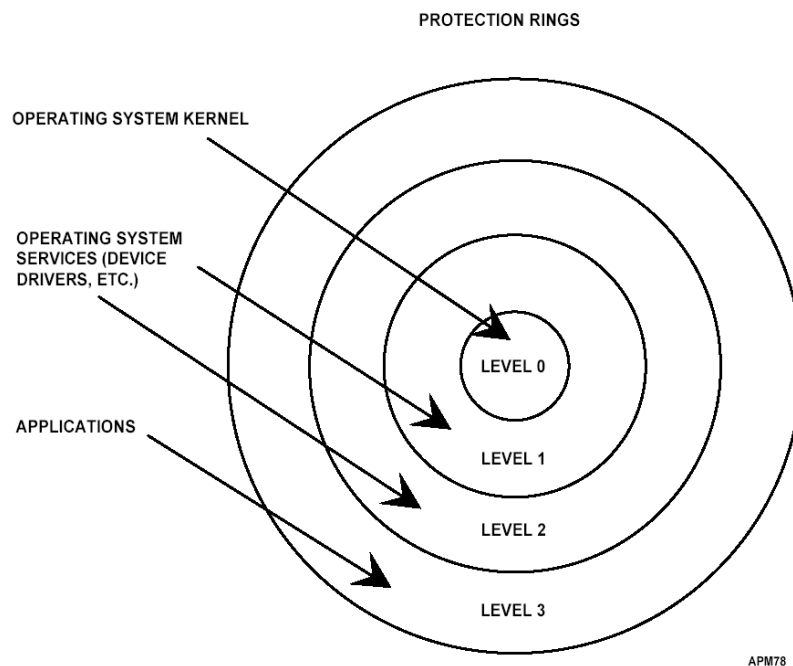 PROTECTION RINGS
OPERATING SYSTEM KERNEL
OPERATING SYSTEM
SERVICES (DEVICE
DRIVERS, ETC.)
APPLICATIONS
LEVEL 0
LEVEL 1
LEVEL 2
LEVEL 3
APM78